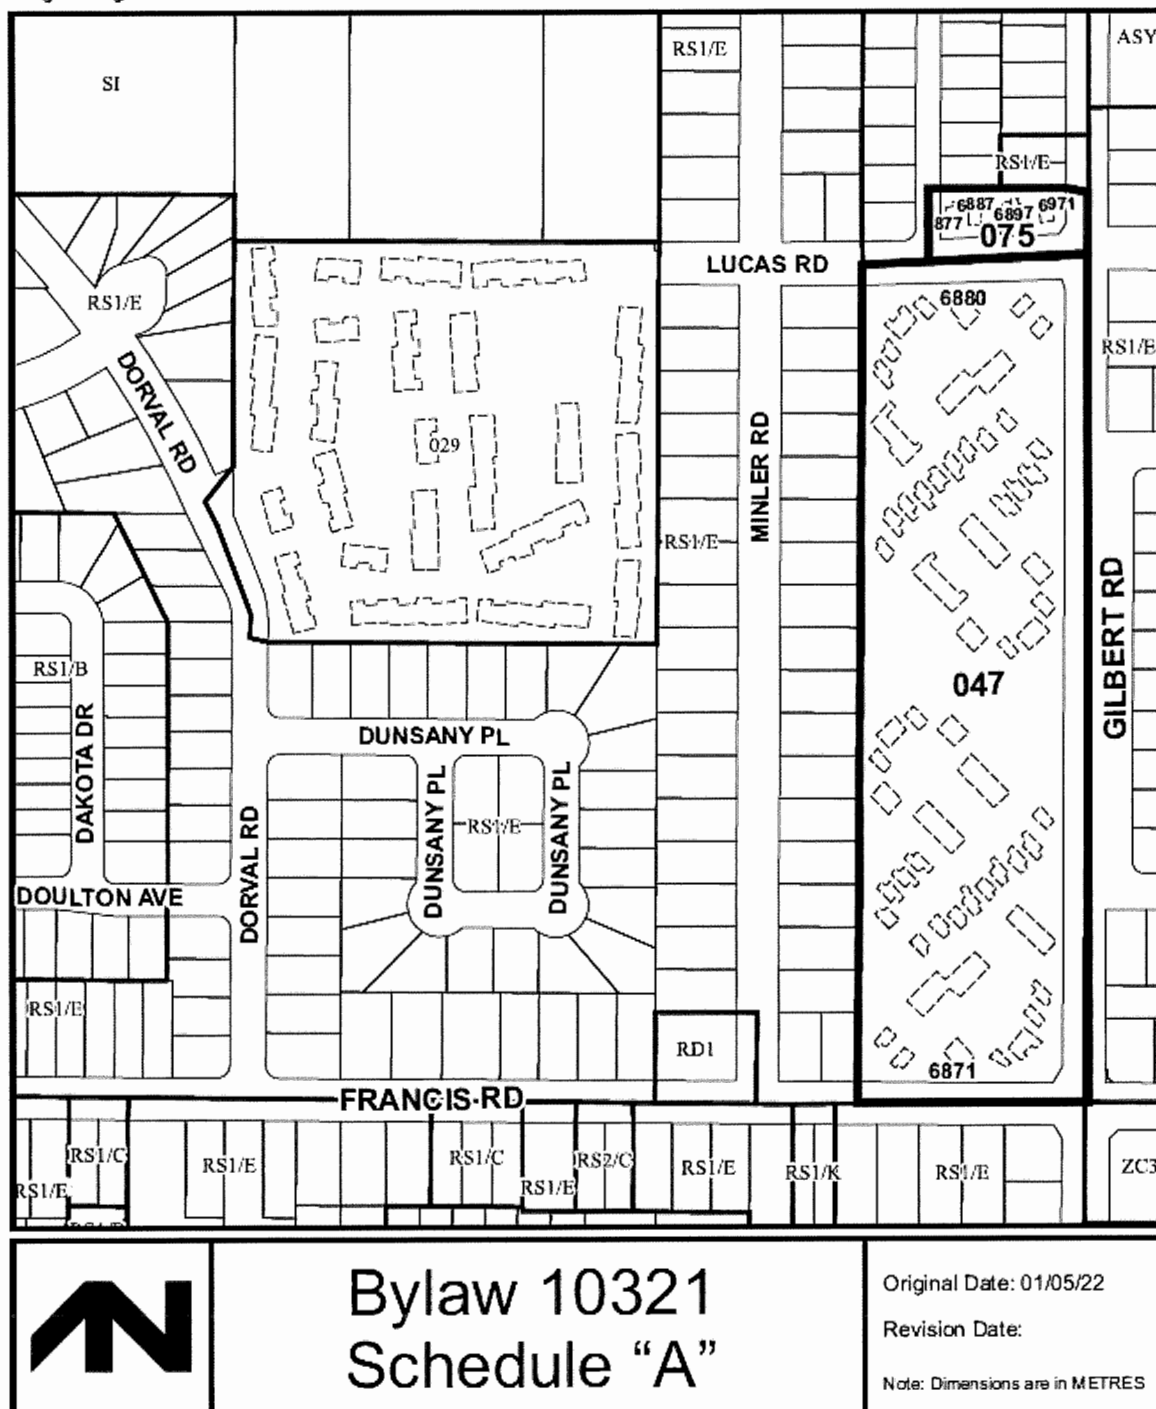 SI
RS1/E
ASY
RS1/E
6887
6971
877
6897
075
LUCAS RD
RS1/E
6880
RS1/E
DORVAL RD
029
MINLER RD
RS1/E
GILBERT RD
RS1/B
047
DAKOTA DR
DUNSANY PL
DUNSANY PL
RS1/E
DUNSANY PL
DORVAL RD
DOULTON AVE
RS1/E
RD1
6871
FRANCIS RD
RS1/C
RS1/E
RS1/C
RS2/C
RS1/E
RS1/K
RS1/E
ZC3
RS1/E
RS1/E
Bylaw 10321
Schedule “A”
Original Date: 01/05/22
Revision Date:
Note: Dimensions are in METRES